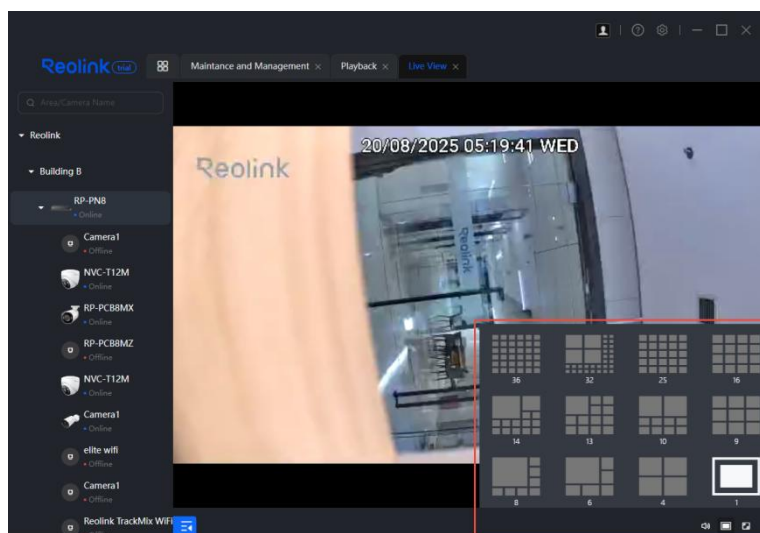 Reolink trial
Maintance and Management
Playback
Live View
Area/Camera Name
Reolink
Building B
RP-PN8
Online
Camera1
Offline
NVC-T12M
Online
RP-PCB8MX
Online
RP-PCB8MZ
Offline
NVC-T12M
Online
Camera1
Online
elite wifi
Offline
Camera1
Offline
Reolink TrackMix WiFi
20/08/2025 05:19:41 WED
Reolink
Reolink
36 32 25 16
14 13 10 9
8 6 4 1